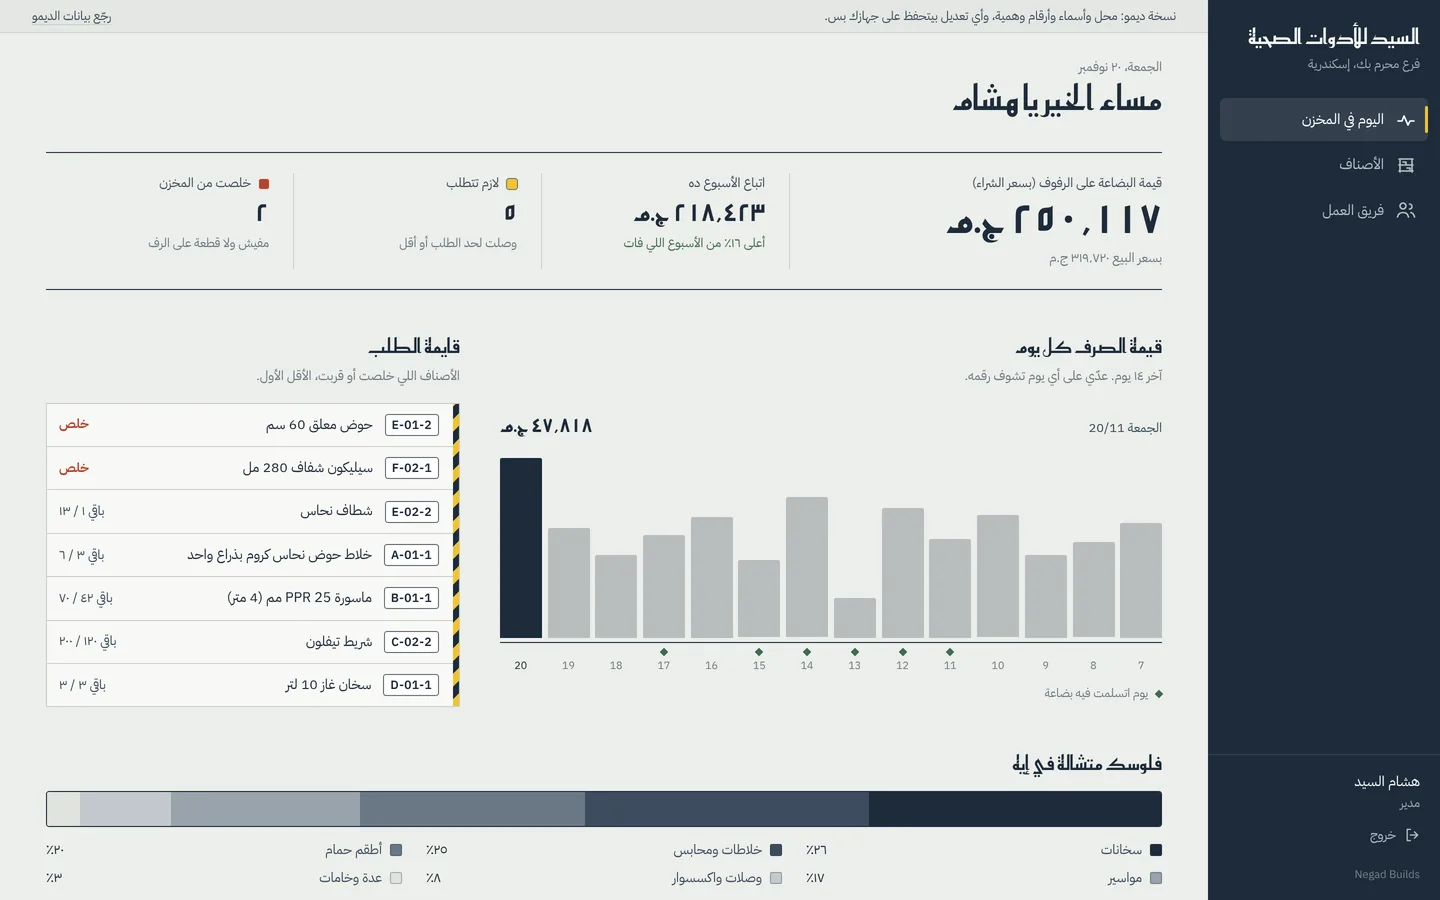 السيد للأدوات الصحية
فرع محرم بك، إسكندرية
اليوم في المخزن
الأصناف
فريق العمل
هشام السيد
مدير
خروج
Negad Builds
نسخة ديمو: محل وأسماء وأرقام وهمية، وأي تعديل بيتحفظ على جهازك بس.
رجّع بيانات الديمو
الجمعة، ٢٠ نوفمبر
مساء الخير يا هشام
قيمة البضاعة على الرفوف (بسعر الشراء)
٢٥٠,١١٧ ج.م
بسعر البيع ٣١٩,٧٢٠ ج.م
اتباع الأسبوع ده
٢١٨,٤٢٣ ج.م
أعلى ١٦٪ من الأسبوع اللي فات
لازم تتطلب
٥
وصلت لحد الطلب أو أقل
خلصت من المخزن
٢
مفيش ولا قطعة على الرف
قيمة الصرف كل يوم
آخر ١٤ يوم. عدّي على أي يوم تشوف رقمه.
الجمعة 20/11
٤٧,٨١٨ ج.م
7 8 9 10 11 12 13 14 15 16 17 18 19 20
يوم اتسلمت فيه بضاعة
قايمة الطلب
الأصناف اللي خلصت أو قربت، الأقل الأول.
E-01-2 حوض معلق 60 سم خلص
F-02-1 سيليكون شفاف 280 مل خلص
E-02-2 شطاف نحاس باقي ١ / ١٣
A-01-1 خلاط حوض نحاس كروم بذراع واحد باقي ٣ / ٦
B-01-1 ماسورة PPR 25 مم (4 متر) باقي ٤٢ / ٧٠
C-02-2 شريط تيفلون باقي ١٢٠ / ٢٠٠
D-01-1 سخان غاز 10 لتر باقي ٣ / ٣
فلوسك متشالة في إيه
سخانات ٢٦٪ خلاطات ومحابس ٢٥٪ أطقم حمام ٢٠٪
مواسير ١٧٪ وصلات واكسسوار ٨٪ عدة وخامات ٣٪